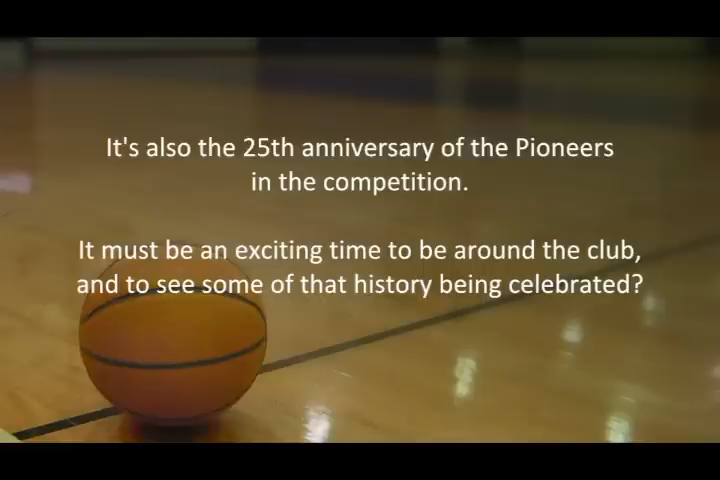 It's also the 25th anniversary of the Pioneers
in the competition.
It must be an exciting time to be around the club,
and to see some of that history being celebrated?